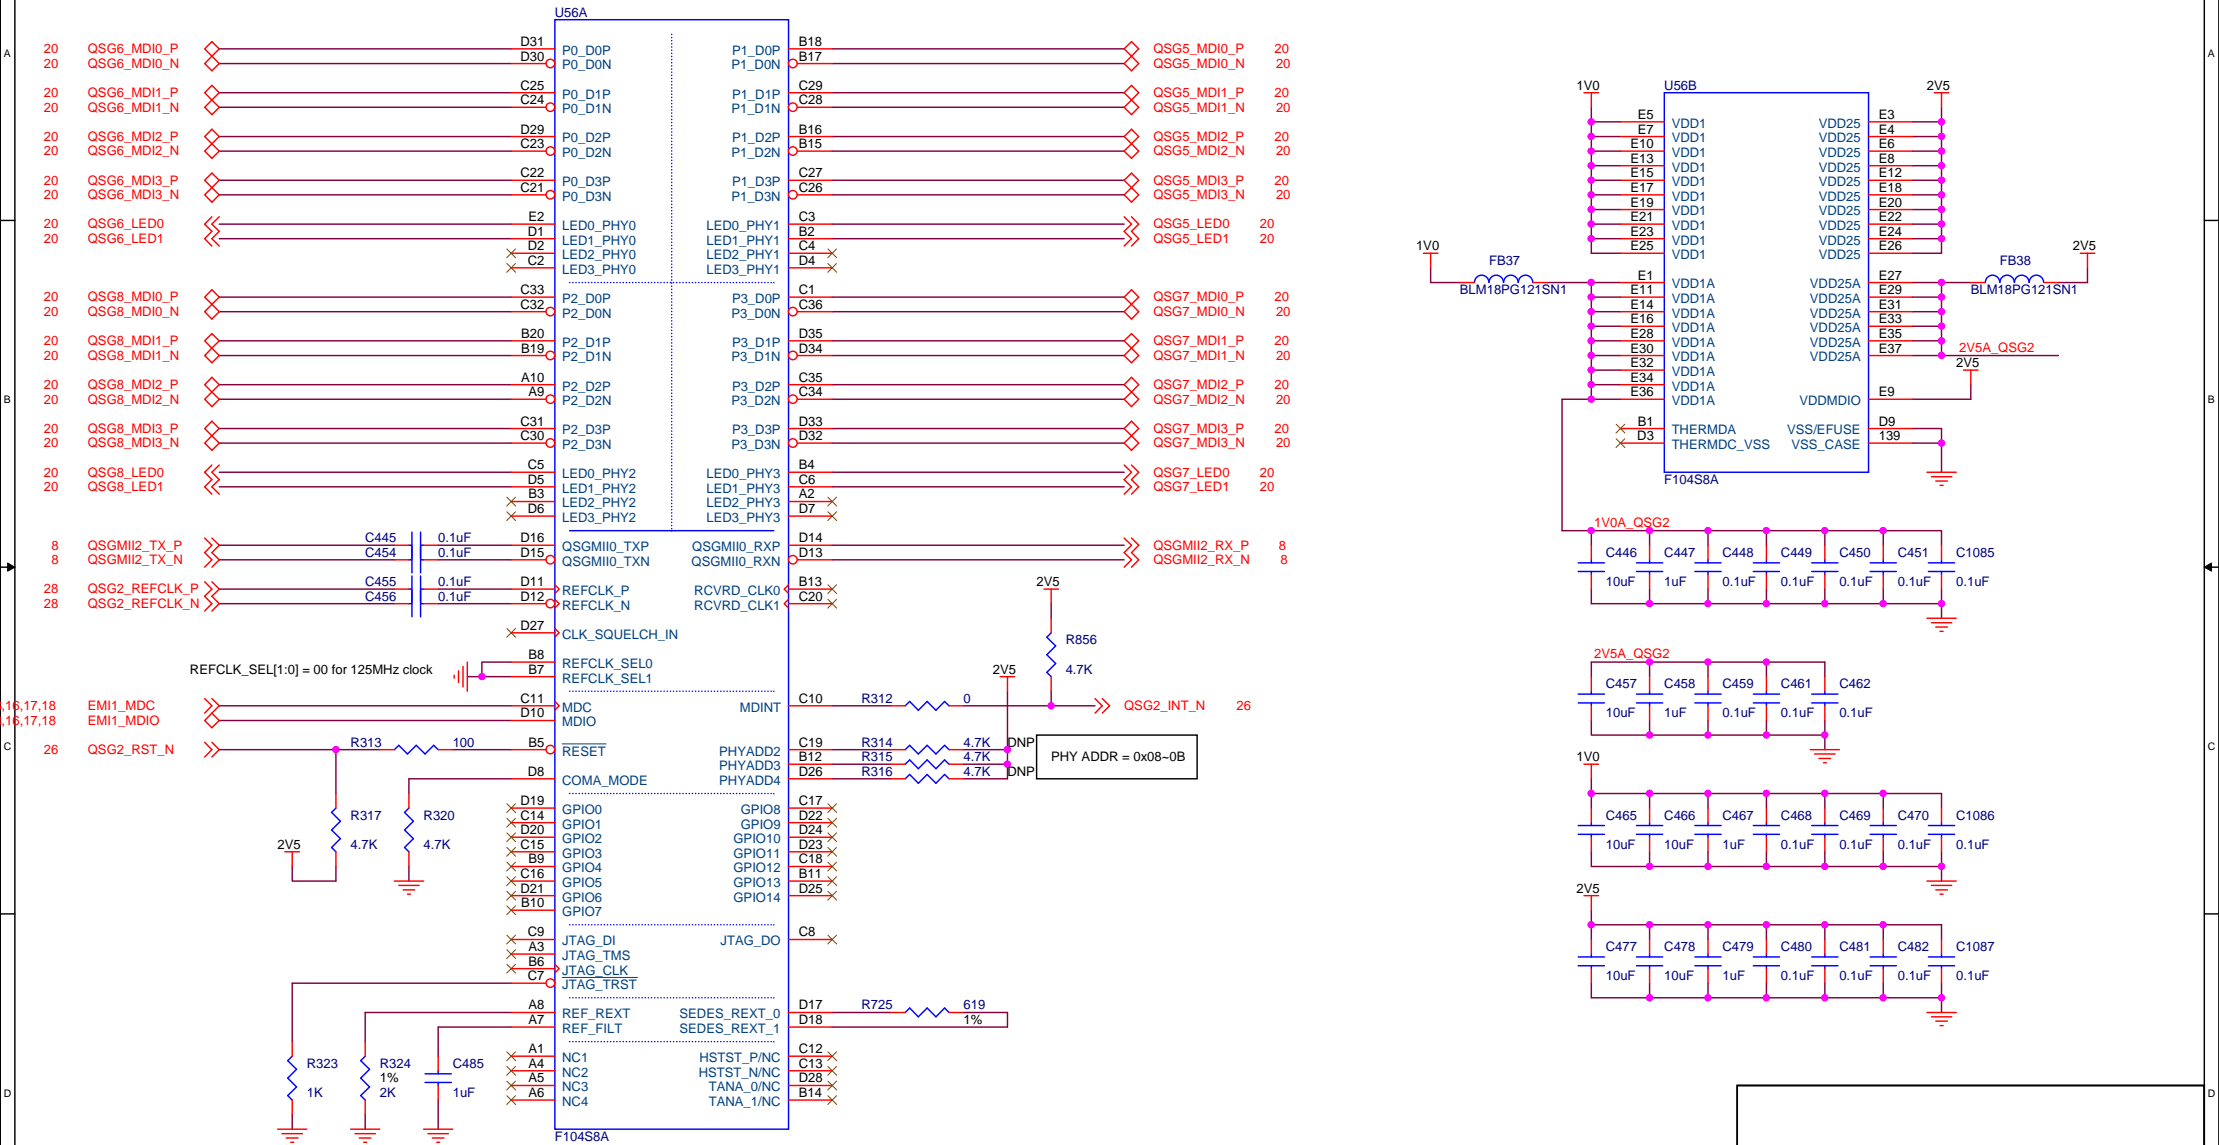 U56A
A
20 QSG6_MDI0_P D31 P0_D0P P1_D0P B18 QSG5_MDI0_P 20
20 QSG6_MDI0_N D30 P0_D0N P1_D0N B17 QSG5_MDI0_N 20
20 QSG6_MDI1_P C25 P0_D1P P1_D1P C29 QSG5_MDI1_P 20
20 QSG6_MDI1_N C24 P0_D1N P1_D1N C28 QSG5_MDI1_N 20
20 QSG6_MDI2_P D29 P0_D2P P1_D2P B16 QSG5_MDI2_P 20
20 QSG6_MDI2_N C23 P0_D2N P1_D2N B15 QSG5_MDI2_N 20
20 QSG6_MDI3_P C22 P0_D3P P1_D3P C27 QSG5_MDI3_P 20
20 QSG6_MDI3_N C21 P0_D3N P1_D3N C26 QSG5_MDI3_N 20
20 QSG6_LED0 E2 LED0_PHY0 LED0_PHY1 C3 QSG5_LED0 20
20 QSG6_LED1 D1 LED1_PHY0 LED1_PHY1 B2 QSG5_LED1 20
D2 LED2_PHY0 LED2_PHY1 C4
C2 LED3_PHY0 LED3_PHY1 D4
20 QSG8_MDI0_P C33 P2_D0P P3_D0P C1 QSG7_MDI0_P 20
20 QSG8_MDI0_N C32 P2_D0N P3_D0N C36 QSG7_MDI0_N 20
20 QSG8_MDI1_P B20 P2_D1P P3_D1P D35 QSG7_MDI1_P 20
20 QSG8_MDI1_N B19 P2_D1N P3_D1N D34 QSG7_MDI1_N 20
20 QSG8_MDI2_P A10 P2_D2P P3_D2P C35 QSG7_MDI2_P 20
B
20 QSG8_MDI2_N A9 P2_D2N P3_D2N C34 QSG7_MDI2_N 20
20 QSG8_MDI3_P C31 P2_D3P P3_D3P D33 QSG7_MDI3_P 20
20 QSG8_MDI3_N C30 P2_D3N P3_D3N D32 QSG7_MDI3_N 20
20 QSG8_LED0 C5 LED0_PHY2 LED0_PHY3 B4 QSG7_LED0 20
20 QSG8_LED1 D5 LED1_PHY2 LED1_PHY3 C6 QSG7_LED1 20
B3 LED2_PHY2 LED2_PHY3 A2
D6 LED3_PHY2 LED3_PHY3 D7
8 QSGMII2_TX_P C445 0.1uF D16 QSGMII0_TXP QSGMII0_RXP D14 QSGMII2_RX_P 8
8 QSGMII2_TX_N C454 0.1uF D15 QSGMII0_TXN QSGMII0_RXN D13 QSGMII2_RX_N 8
28 QSG2_REFCLK_P C455 0.1uF D11 REFCLK_P RCVRD_CLK0 B13
28 QSG2_REFCLK_N C456 0.1uF D12 REFCLK_N RCVRD_CLK1 C20
2V5
D27 CLK_SQUELCH_IN R856
4.7K
REFCLK_SEL[1:0] = 00 for 125MHz clock
B8 REFCLK_SEL0
B7 REFCLK_SEL1
2V5
,16,17,18 EMI1_MDC C11 MDC MDINT C10 R312 0 QSG2_INT_N 26
,16,17,18 EMI1_MDIO D10 MDIO
C
26 QSG2_RST_N R313 100 B5 RESET PHYADD2 C19 R314 4.7K DNP
PHYADD3 B12 R315 4.7K PHY ADDR = 0x08~0B
D8 COMA_MODE PHYADD4 D26 R316 4.7K DNP
D19 GPIO0 GPIO8 C17
R317 R320 C14 GPIO1 GPIO9 D22
D20 GPIO2 GPIO10 D24
2V5 4.7K 4.7K C15 GPIO3 GPIO11 D23
B9 GPIO4 GPIO12 C18
C16 GPIO5 GPIO13 B11
D21 GPIO6 GPIO14 D25
B10 GPIO7
C9 JTAG_DI JTAG_DO C8
A3 JTAG_TMS
B6 JTAG_CLK
C7 JTAG_TRST
A8 REF_REXT SEDES_REXT_0 D17 R725 619
A7 REF_FILT SEDES_REXT_1 D18 1%
A1 NC1 HSTST_P/NC C12
R323 R324 C485 A4 NC2 HSTST_N/NC C13
1%
A5 NC3 TANA_0/NC D28
1K 2K 1uF A6 NC4 TANA_1/NC B14
D
F104S8A
A
1V0 U56B 2V5
E5 VDD1 VDD25 E3
E7 VDD1 VDD25 E4
E10 VDD1 VDD25 E6
E13 VDD1 VDD25 E8
E15 VDD1 VDD25 E12
E17 VDD1 VDD25 E18
E19 VDD1 VDD25 E20
E21 VDD1 VDD25 E22
E23 VDD1 VDD25 E24
E25 VDD1 VDD25 E26
1V0 2V5
FB37 FB38
BLM18PG121SN1 BLM18PG121SN1
E1 VDD1A VDD25A E27
E11 VDD1A VDD25A E29
E14 VDD1A VDD25A E31
E16 VDD1A VDD25A E33
E28 VDD1A VDD25A E35
E30 VDD1A VDD25A E37 2V5A_QSG2
E32 VDD1A 2V5
E34 VDD1A
E36 VDD1A VDDMDIO E9
B
B1 THERMDA VSS/EFUSE D9
D3 THERMDC_VSS VSS_CASE 139
F104S8A
1V0A_QSG2
C446 C447 C448 C449 C450 C451 C1085
10uF 1uF 0.1uF 0.1uF 0.1uF 0.1uF 0.1uF
2V5A_QSG2
C457 C458 C459 C461 C462
10uF 1uF 0.1uF 0.1uF 0.1uF
C
1V0
C465 C466 C467 C468 C469 C470 C1086
10uF 10uF 1uF 0.1uF 0.1uF 0.1uF 0.1uF
2V5
C477 C478 C479 C480 C481 C482 C1087
10uF 10uF 1uF 0.1uF 0.1uF 0.1uF 0.1uF
D